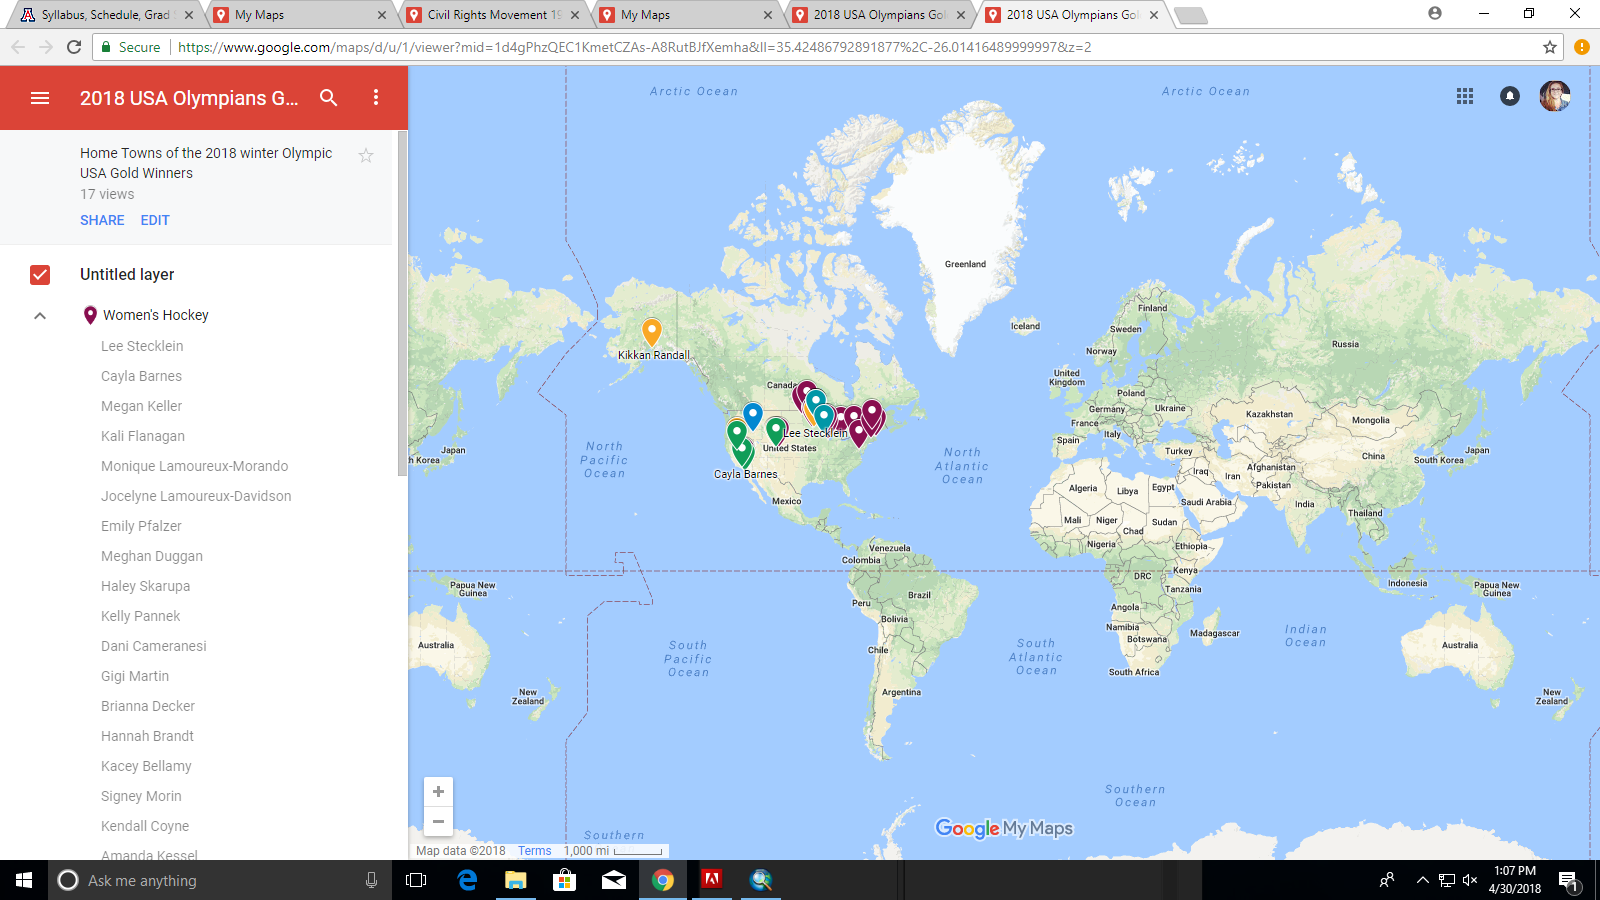 Syllabus, Schedule, Grad
My Maps
Civil Rights Movement 19
My Maps
2018 USA Olympians Gol
2018 USA Olympians Gol
Secure
https://www.google.com/maps/d/u/1/viewer?mid=1d4gPhzQEC1KmetCZAs-A8RutBJfXemha&ll=35.42486792891877%2C-26.01416489999997&z=2
2018 USA Olympians G...
Home Towns of the 2018 winter Olympic
USA Gold Winners
17 views
SHARE EDIT
Untitled layer
Women's Hockey
Lee Stecklein
Cayla Barnes
Megan Keller
Kali Flanagan
Monique Lamoureux-Morando
Jocelyne Lamoureux-Davidson
Emily Pfalzer
Meghan Duggan
Haley Skarupa
Kelly Pannek
Dani Cameranesi
Gigi Martin
Brianna Decker
Hannah Brandt
Kacey Bellamy
Signey Morin
Kendall Coyne
Amanda Kessel
Arctic Ocean
Arctic Ocean
Greenland
Iceland
Finland
Sweden
Norway
Russia
United
Kingdom
Poland
Germany
Ukraine
France
Italy
Spain
Turkey
Kazakhstan
Mongolia
China
Japan
South Korea
Japan
h Korea
Afghanistan
Iraq
Iran
Pakistan
India
Saudi Arabia
Thailand
Kikkan Randall
Canada
Lee Stecklein
United States
Cayla Barnes
Mexico
North
Pacific
Ocean
North
Atlantic
Ocean
Algeria
Libya
Egypt
Mali
Niger
Chad
Sudan
Nigeria
Ethiopia
Kenya
DRC
Tanzania
Angola
Namibia
Botswana
Madagascar
South Africa
Venezuela
Colombia
Brazil
Peru
Bolivia
Chile
Argentina
Indonesia
Papua New
Guinea
Papua New
Guinea
Australia
Australia
New
Zealand
New
Zealand
South
Pacific
Ocean
South
Atlantic
Ocean
Indian
Ocean
Southern
Ocean
Southern
+
−
Google My Maps
Map data ©2018 Terms 1,000 mi
Ask me anything
1:07 PM
4/30/2018
1